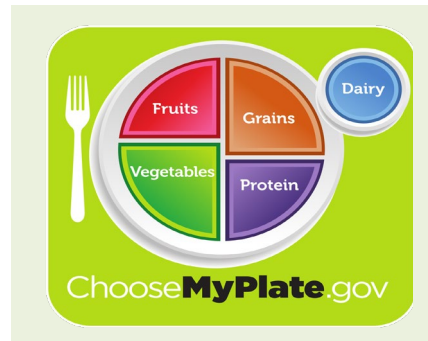 Fruits
Grains
Dairy
Vegetables
Protein
ChooseMyPlate.gov